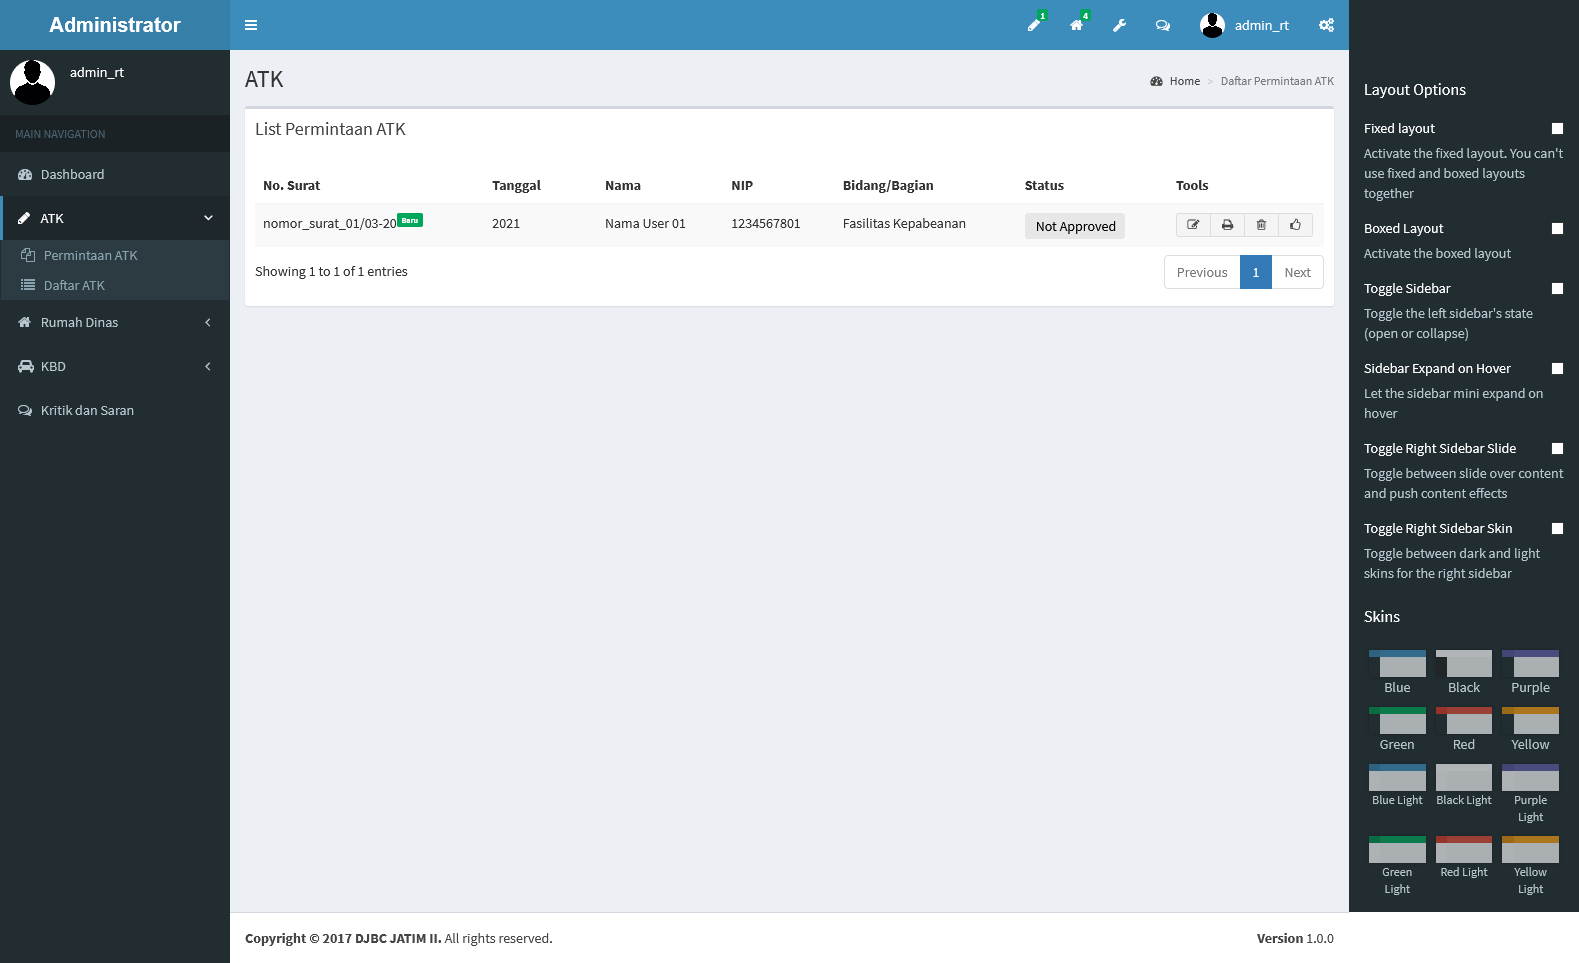 Administrator
1
4
admin_rt
admin_rt
MAIN NAVIGATION
Dashboard
ATK
Permintaan ATK
Daftar ATK
Rumah Dinas
KBD
Kritik dan Saran
ATK
Home > Daftar Permintaan ATK
List Permintaan ATK
No. Surat Tanggal Nama NIP Bidang/Bagian Status Tools
nomor_surat_01/03-20 Baru 2021 Nama User 01 1234567801 Fasilitas Kepabeanan Not Approved
Showing 1 to 1 of 1 entries
Previous 1 Next
Layout Options
Fixed layout
Activate the fixed layout. You can't
use fixed and boxed layouts
together
Boxed Layout
Activate the boxed layout
Toggle Sidebar
Toggle the left sidebar's state
(open or collapse)
Sidebar Expand on Hover
Let the sidebar mini expand on
hover
Toggle Right Sidebar Slide
Toggle between slide over content
and push content effects
Toggle Right Sidebar Skin
Toggle between dark and light
skins for the right sidebar
Skins
Blue Black Purple
Green Red Yellow
Blue Light Black Light Purple
Light
Green Red Light Yellow
Light Light
Copyright © 2017 DJBC JATIM II. All rights reserved.
Version 1.0.0